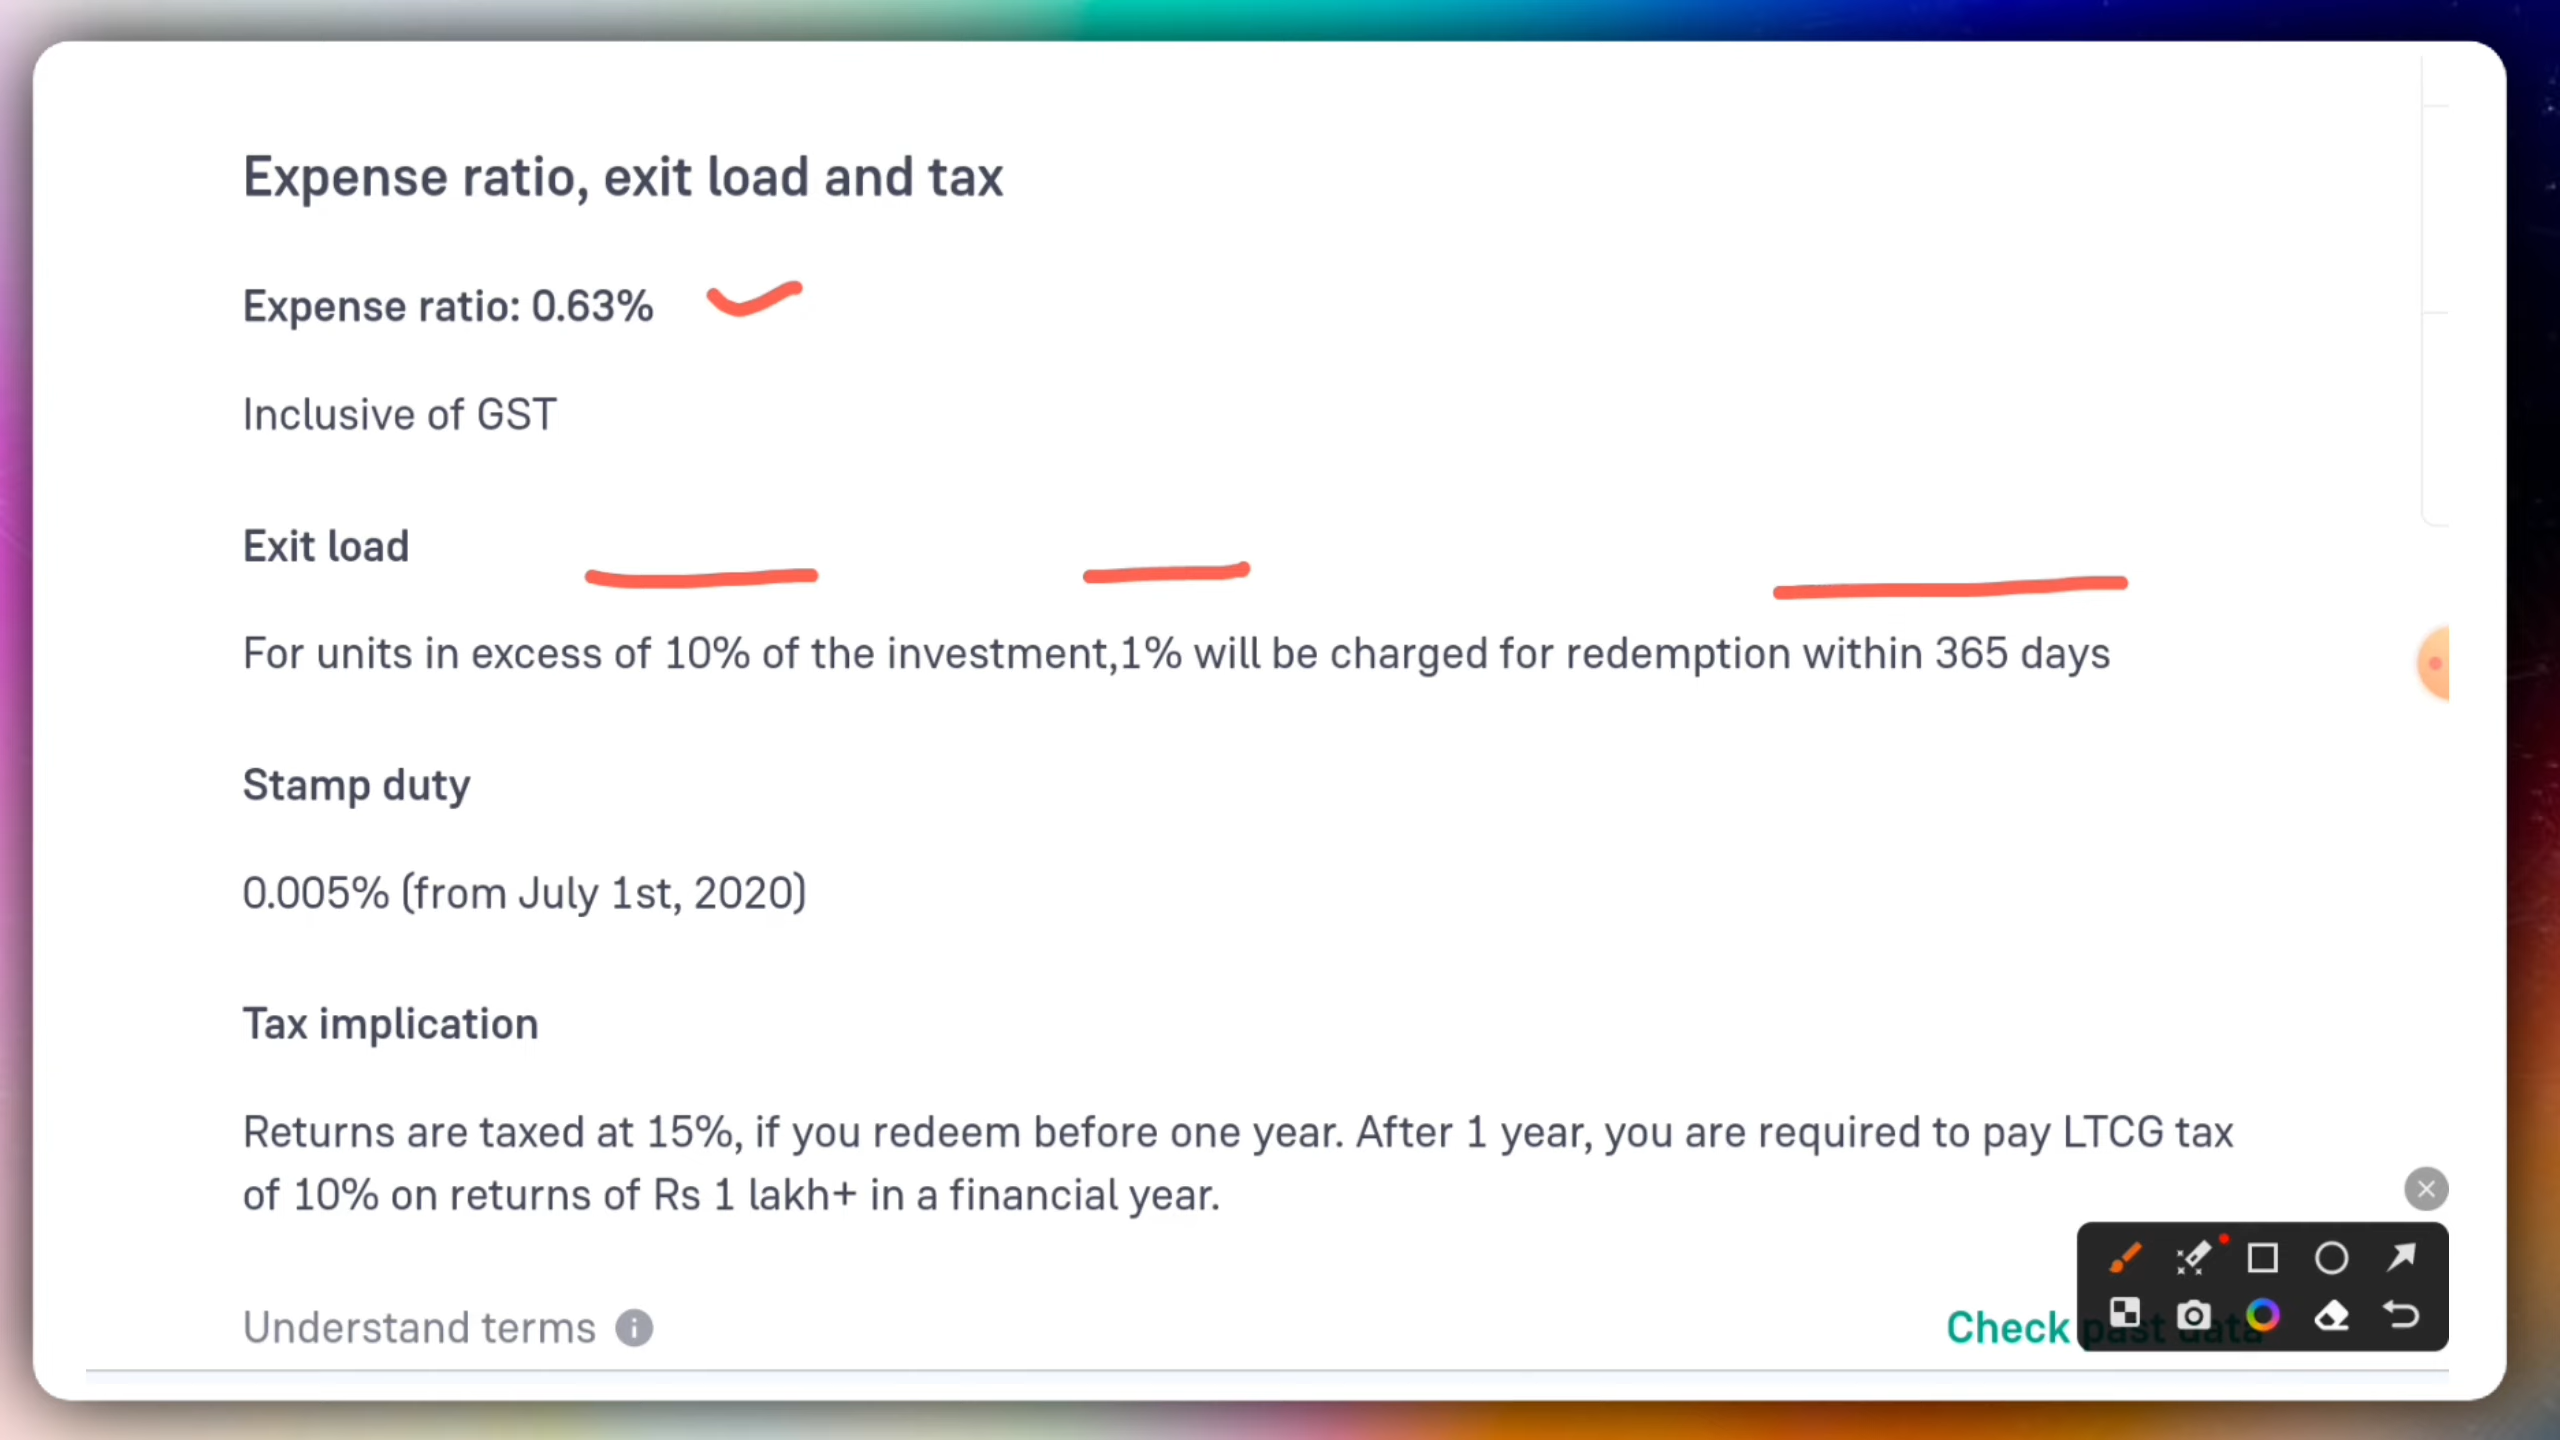 Expense ratio, exit load and tax
Expense ratio: 0.63%
Inclusive of GST
Exit load
For units in excess of 10% of the investment,1% will be charged for redemption within 365 days
Stamp duty
0.005% (from July 1st, 2020)
Tax implication
Returns are taxed at 15%, if you redeem before one year. After 1 year, you are required to pay LTCG tax
of 10% on returns of Rs 1 lakh+ in a financial year.
Understand terms
Check past data